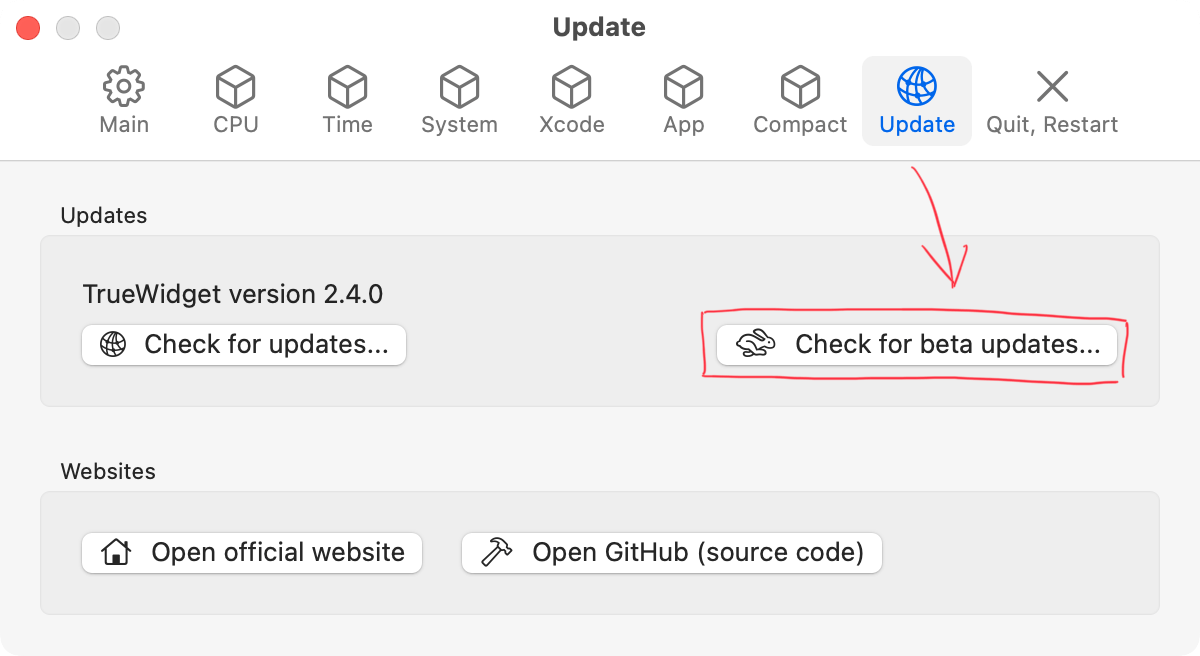 Update
Main CPU Time System Xcode App Compact Update Quit, Restart
Updates
TrueWidget version 2.4.0
Check for updates... Check for beta updates...
Websites
Open official website Open GitHub (source code)